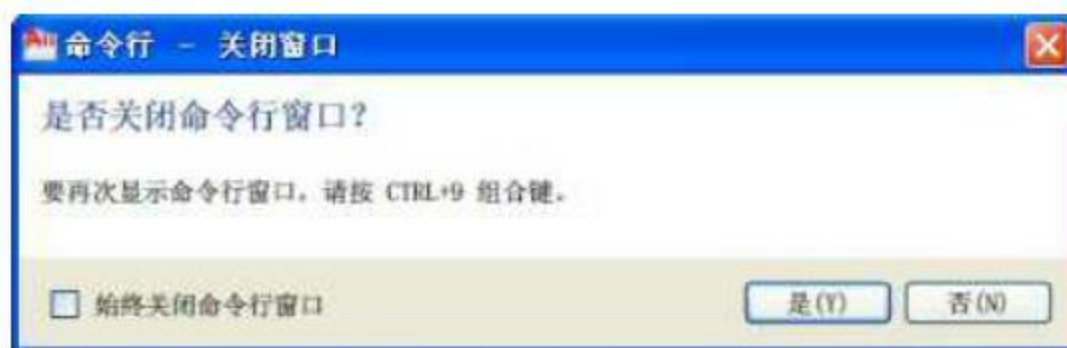 命令行 - 关闭窗口
是否关闭命令行窗口?
要再次显示命令行窗口，请按 CTRL+9 组合键。
始终关闭命令行窗口
是(Y) 否(N)